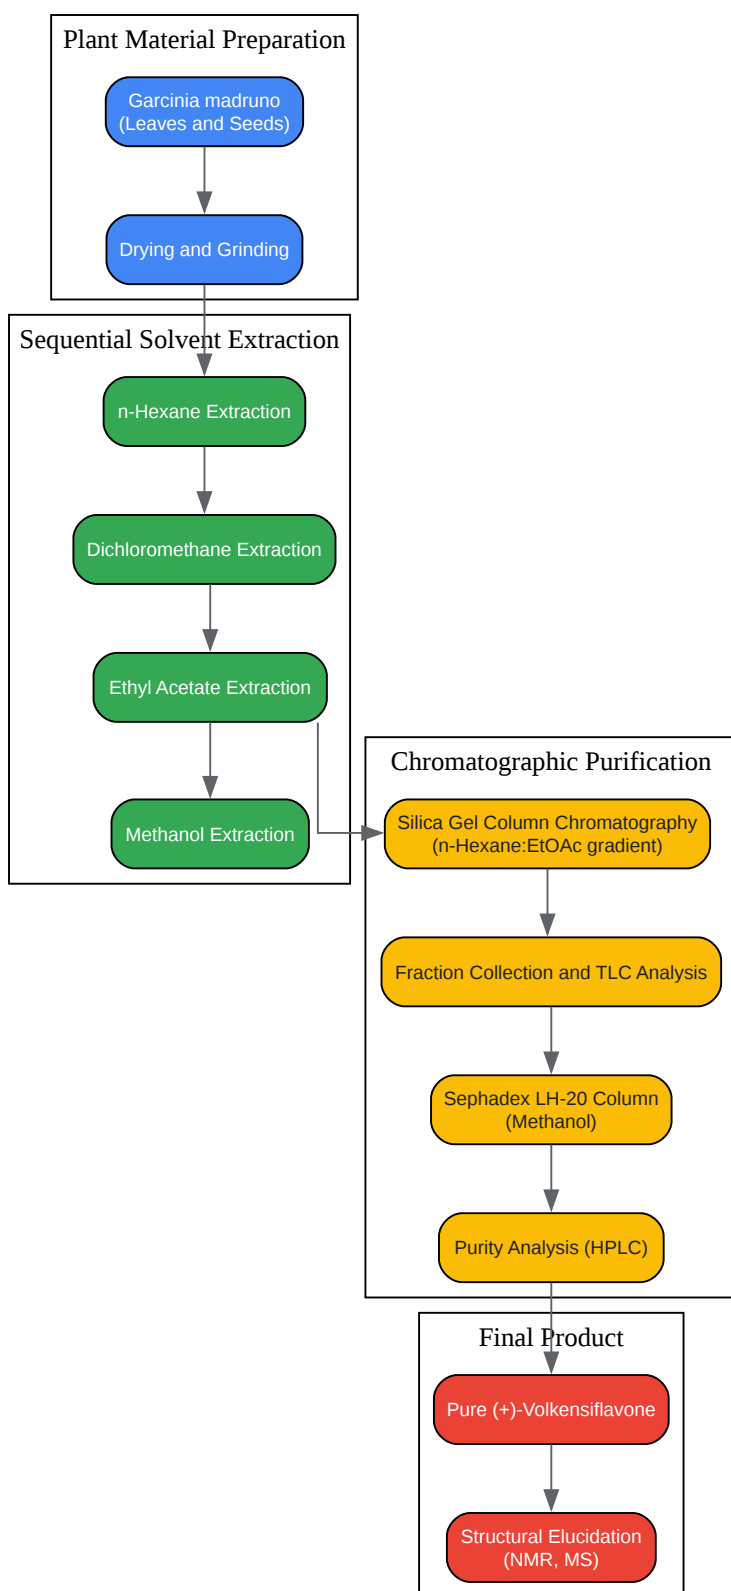 Plant Material Preparation
Garcinia madruno
(Leaves and Seeds)
Drying and Grinding
Sequential Solvent Extraction
n-Hexane Extraction
Dichloromethane Extraction
Ethyl Acetate Extraction
Methanol Extraction
Chromatographic Purification
Silica Gel Column Chromatography
(n-Hexane:EtOAc gradient)
Fraction Collection and TLC Analysis
Sephadex LH-20 Column
(Methanol)
Purity Analysis (HPLC)
Final Product
Pure (+)-Volkensiflavone
Structural Elucidation
(NMR, MS)